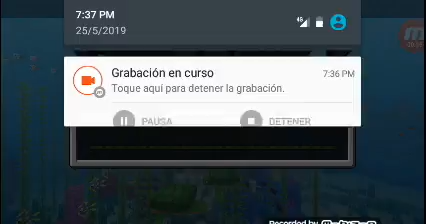 7:37 PM
25/5/2019
4G
Grabación en curso
7:36 PM
Toque aquí para detener la grabación.
PAUSA
DETENER
Recorded by